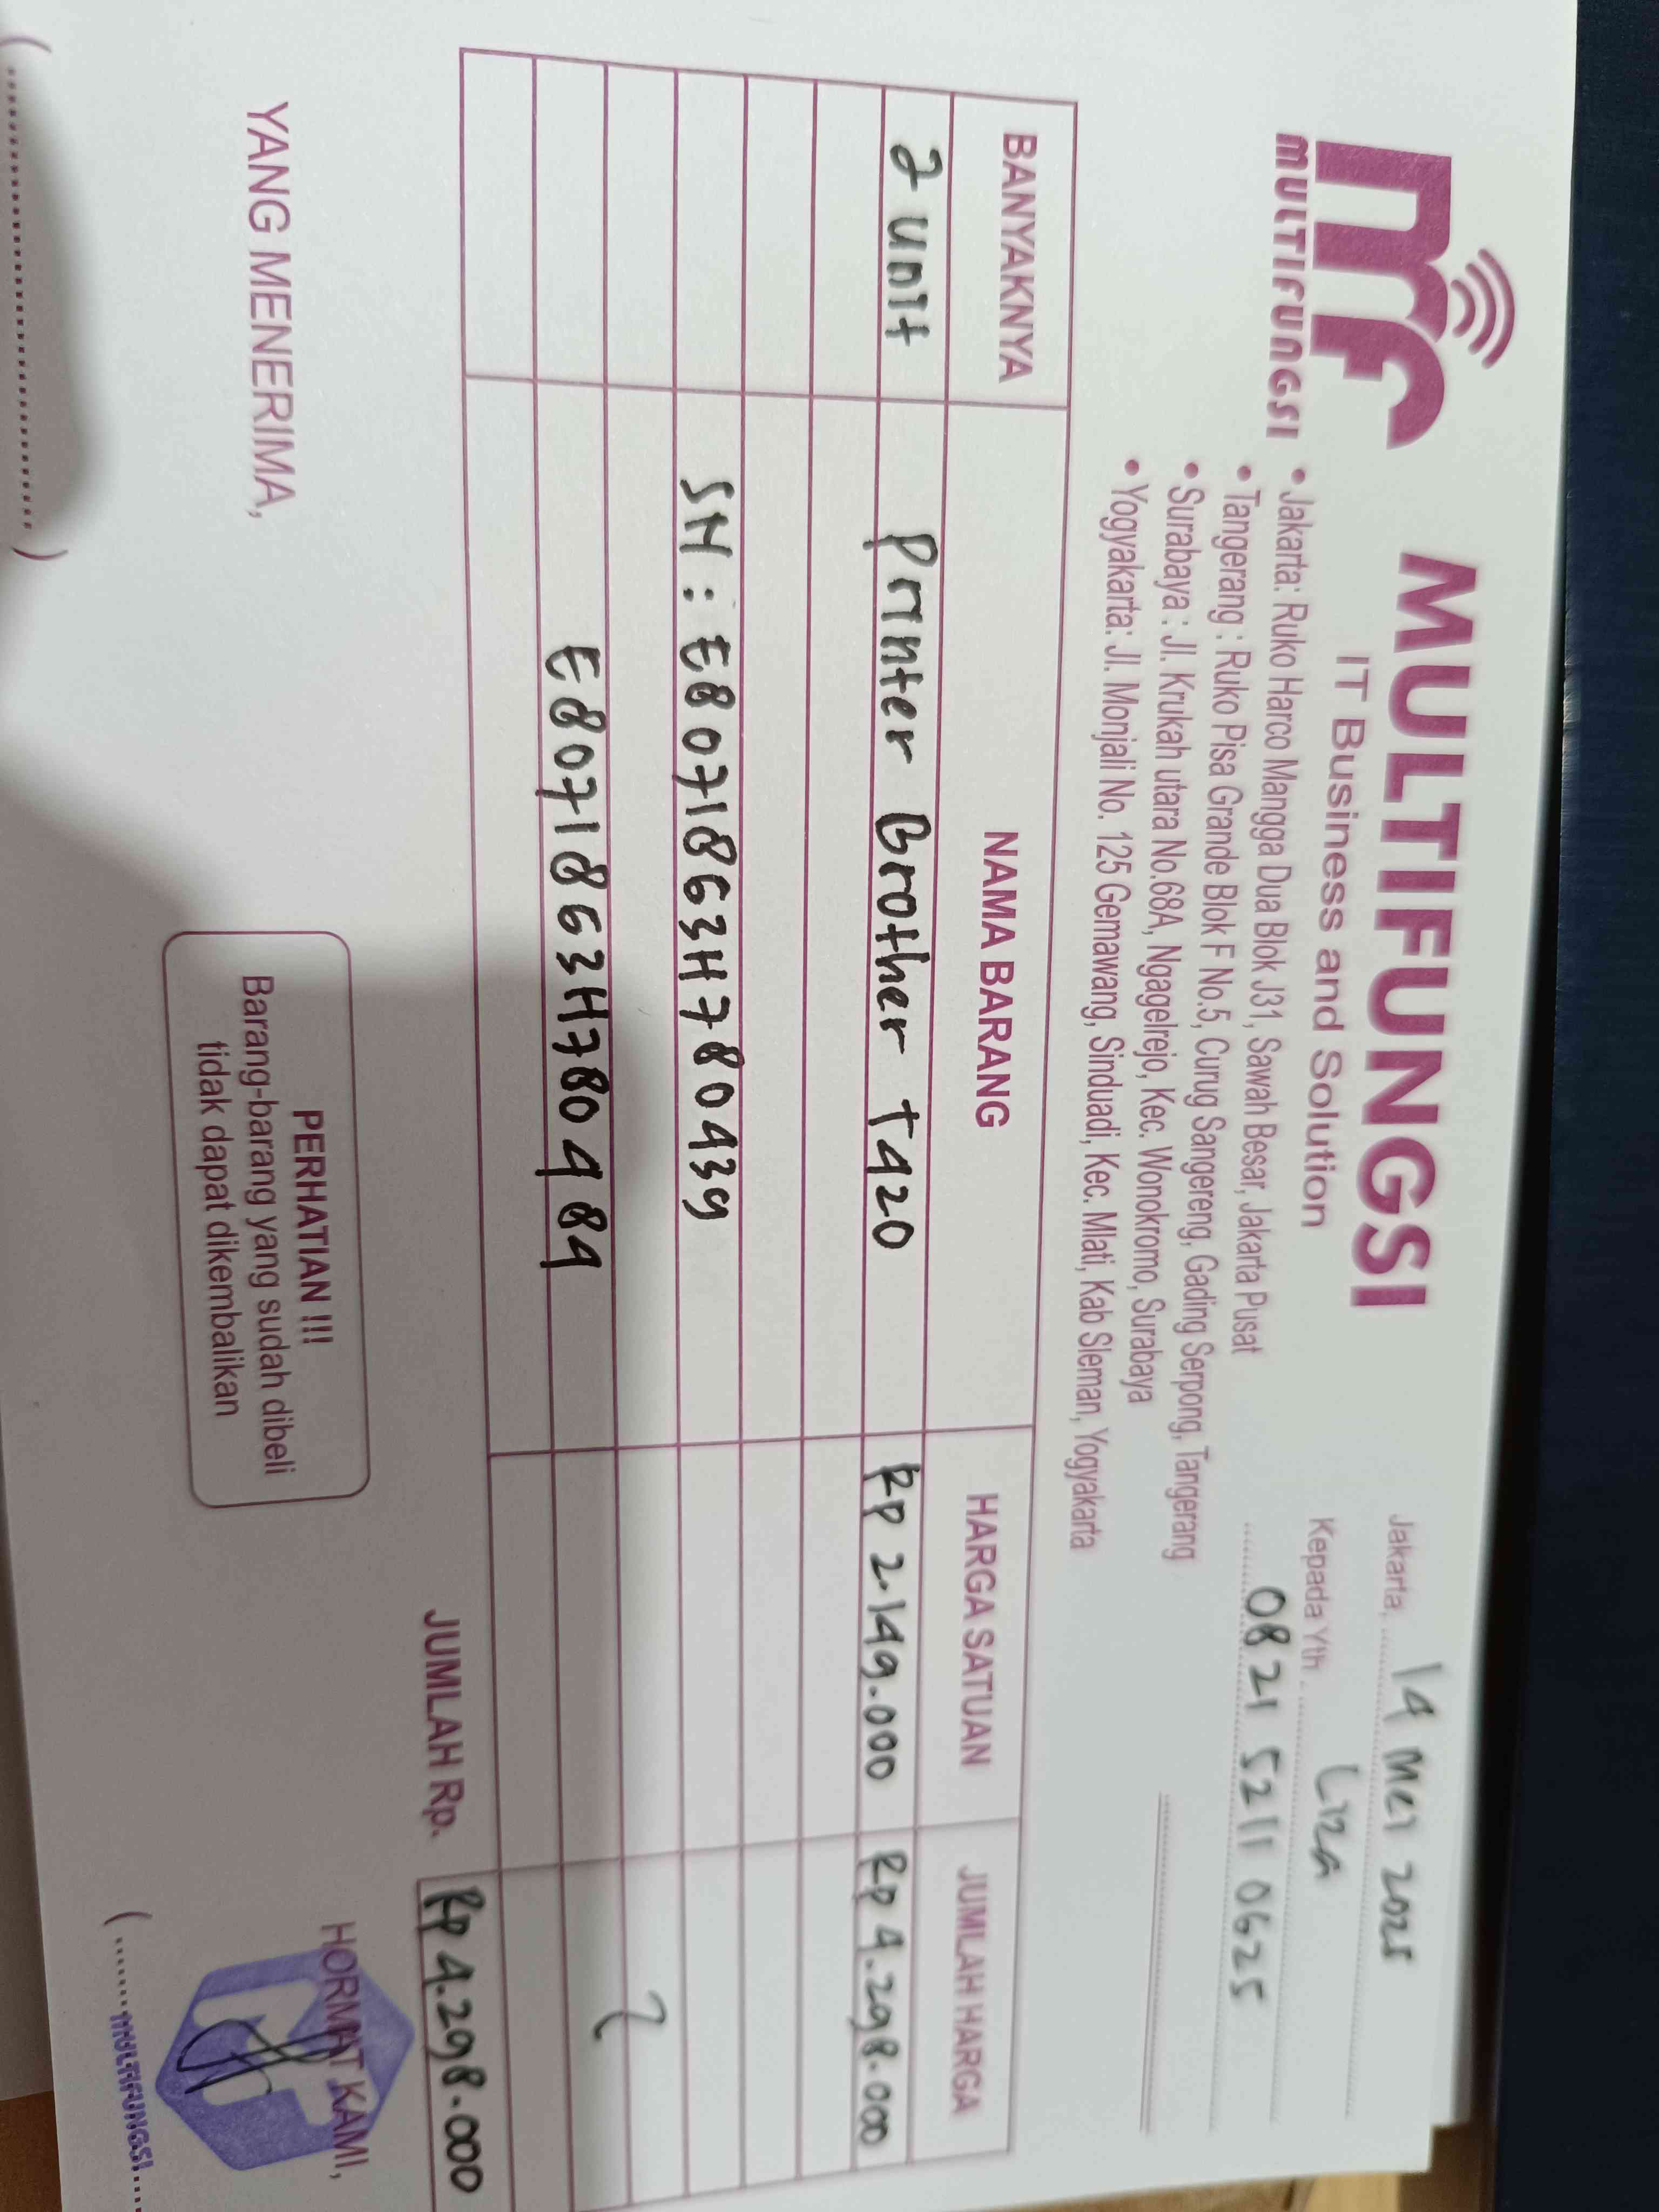 mf
MULTIFUNGSI
MULTIFUNGSI
IT Business and Solution
• Jakarta: Ruko Harco Mangga Dua Blok J31, Sawah Besar, Jakarta Pusat
• Tangerang : Ruko Pisa Grande Blok F No.5, Curug Sangereng, Gading Serpong, Tangerang
• Surabaya : Jl. Krukah utara No.68A, Ngagelrejo, Kec. Wonokromo, Surabaya
• Yogyakarta: Jl. Monjali No. 125 Gemawang, Sinduadi, Kec. Mlati, Kab Sleman, Yogyakarta
Jakarta, 14 Mei 2025
Kepada Yth. Liza
0821 5211 0625
BANYAKNYA NAMA BARANG HARGA SATUAN JUMLAH HARGA
2 unit Printer Brother T420 Rp 2.149.000 Rp 4.298.000
SN : E80718G3H780439
E80718G3H780484
JUMLAH Rp. Rp 4.298.000
YANG MENERIMA,
PERHATIAN !!!
Barang-barang yang sudah dibeli
tidak dapat dikembalikan
HORMAT KAMI,
MULTIFUNGSI